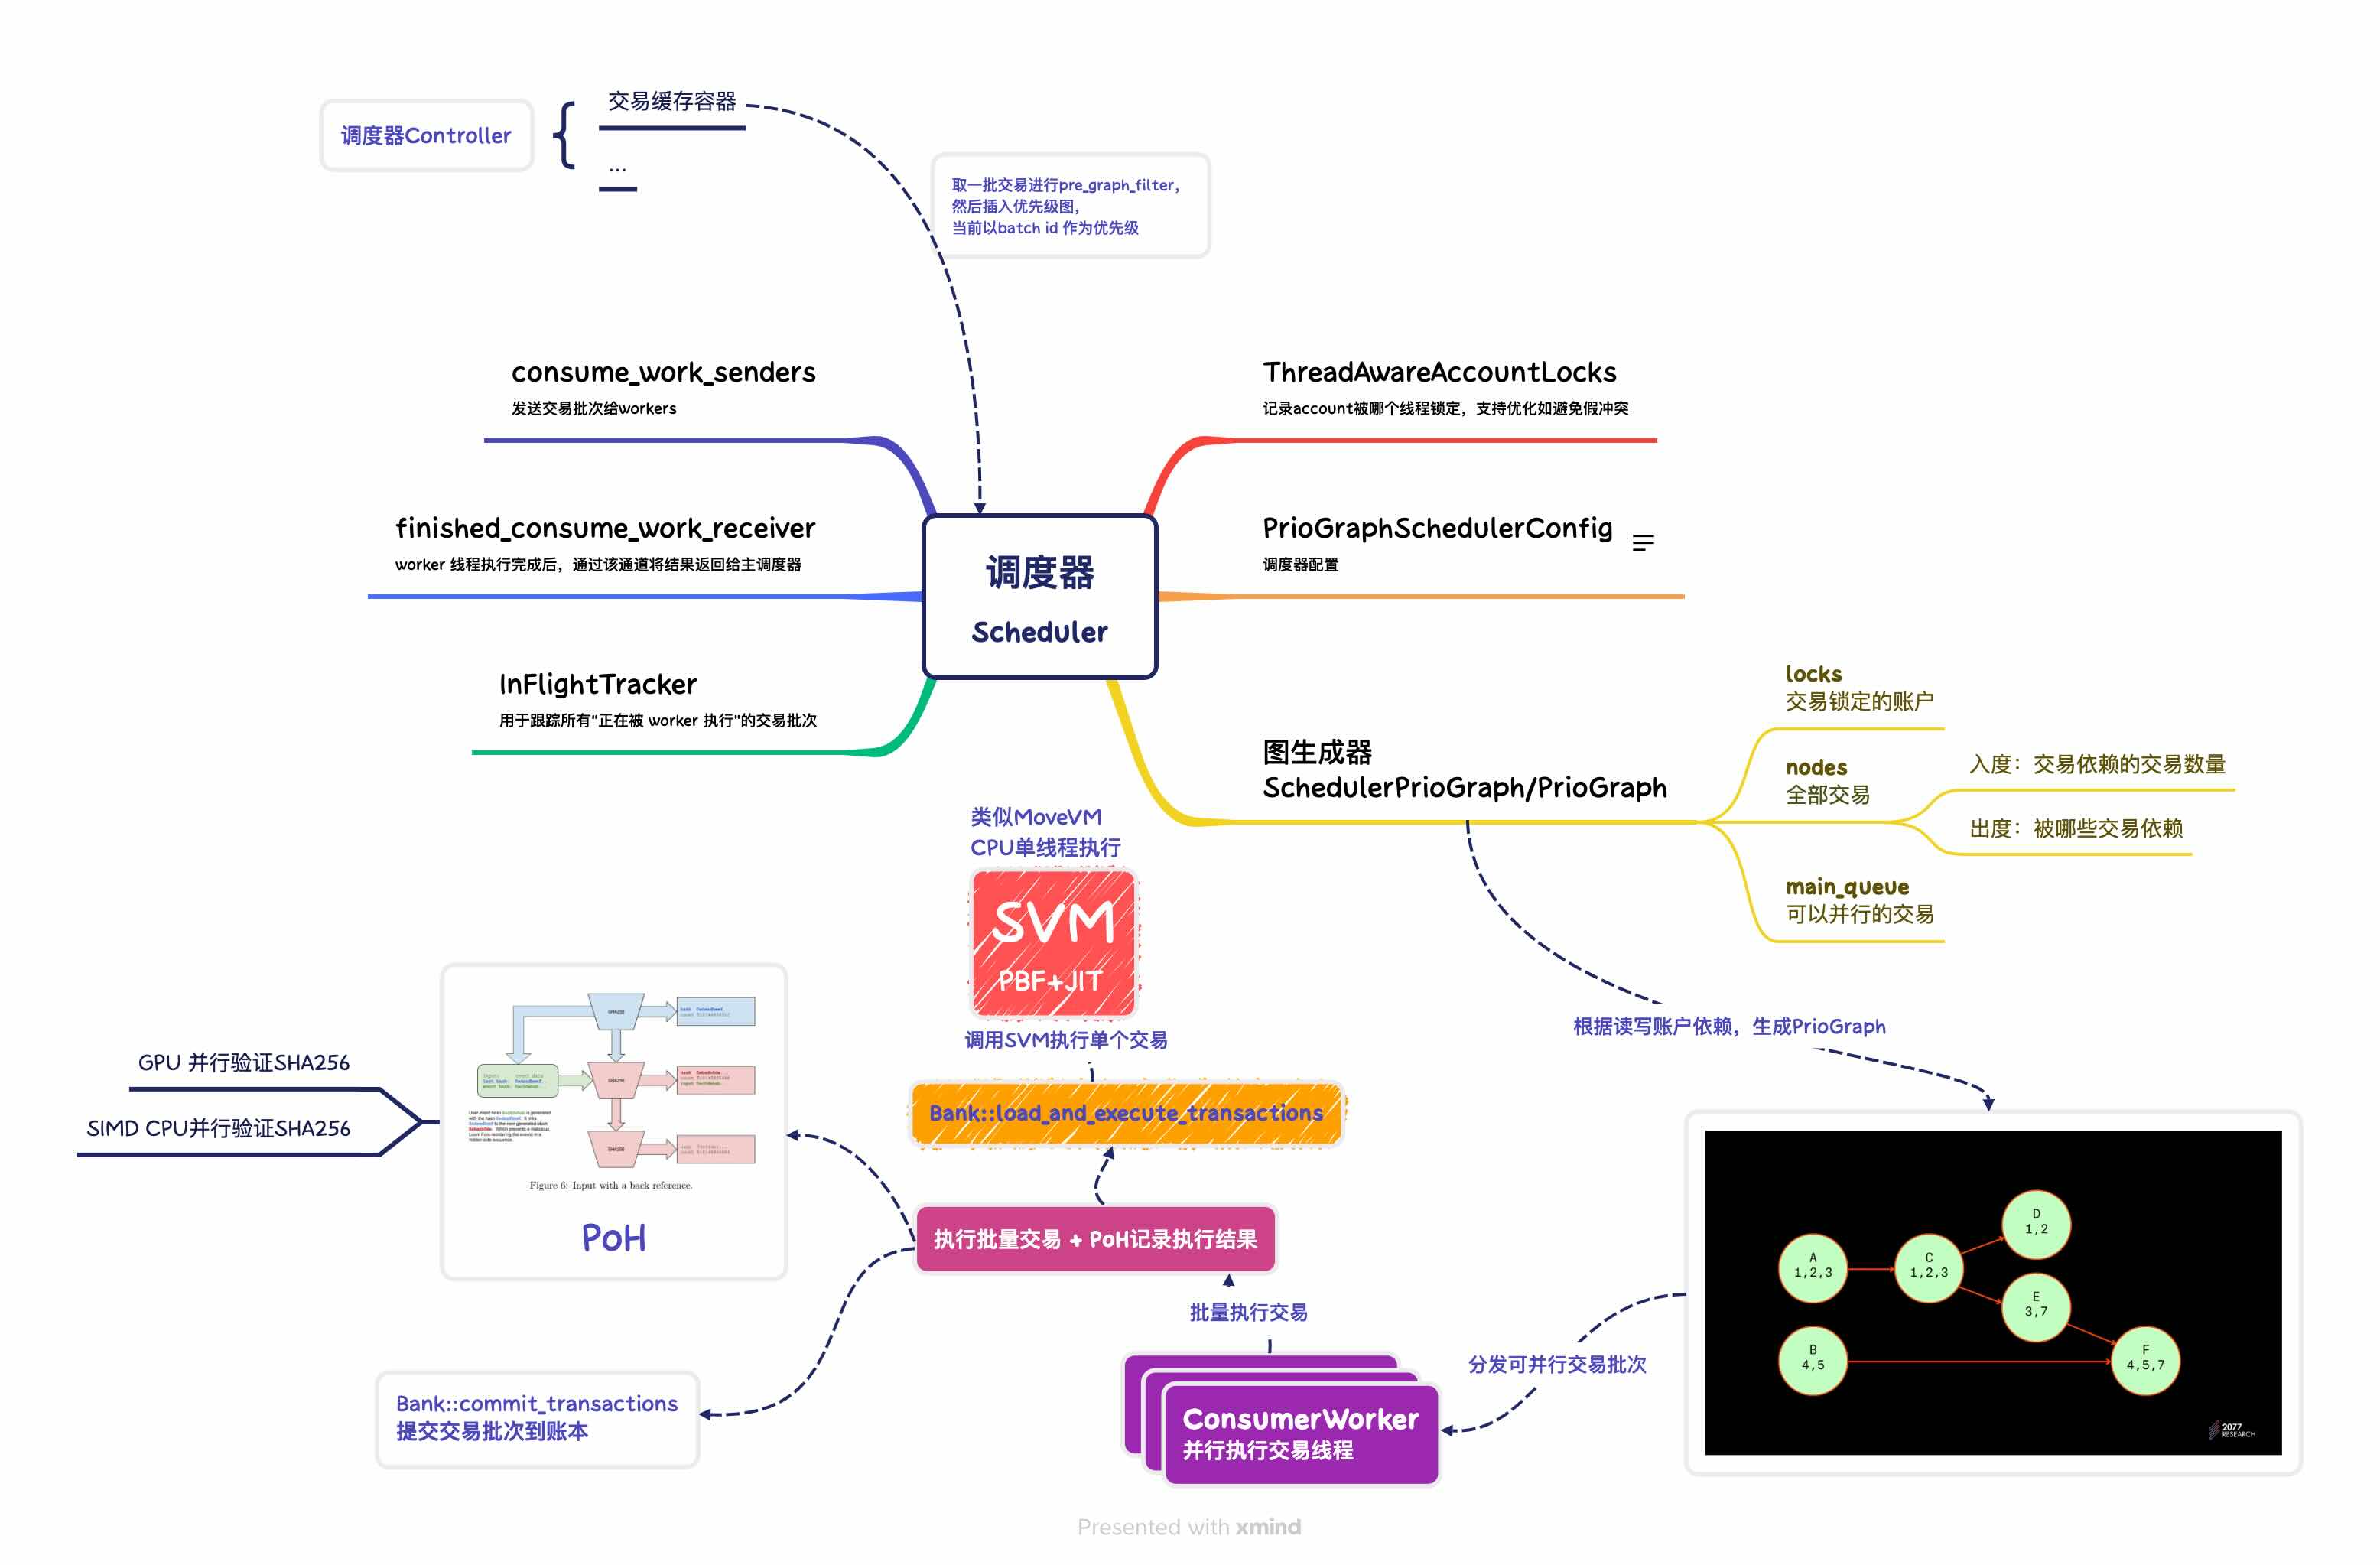 调度器Controller
交易缓存容器
...
取一批交易进行pre_graph_filter，
然后插入优先级图，
当前以batch id 作为优先级
consume_work_senders
发送交易批次给workers
finished_consume_work_receiver
worker 线程执行完成后，通过该通道将结果返回给主调度器
InFlightTracker
用于跟踪所有"正在被 worker 执行"的交易批次
调度器
Scheduler
ThreadAwareAccountLocks
记录account被哪个线程锁定，支持优化如避免假冲突
PrioGraphSchedulerConfig
调度器配置
图生成器
SchedulerPrioGraph/PrioGraph
locks
交易锁定的账户
nodes
全部交易
入度：交易依赖的交易数量
出度：被哪些交易依赖
main_queue
可以并行的交易
根据读写账户依赖，生成PrioGraph
类似MoveVM
CPU单线程执行
SVM
PBF+JIT
调用SVM执行单个交易
Bank::load_and_execute_transactions
执行批量交易 + PoH记录执行结果
批量执行交易
ConsumerWorker
并行执行交易线程
分发可并行交易批次
A
1,2,3
B
4,5
C
1,2,3
D
1,2
E
3,7
F
4,5,7
2077
RESEARCH
GPU 并行验证SHA256
SIMD CPU并行验证SHA256
SHA256
SHA256
SHA256
Figure 6: Input with a back reference.
PoH
Bank::commit_transactions
提交交易批次到账本
Presented with xmind